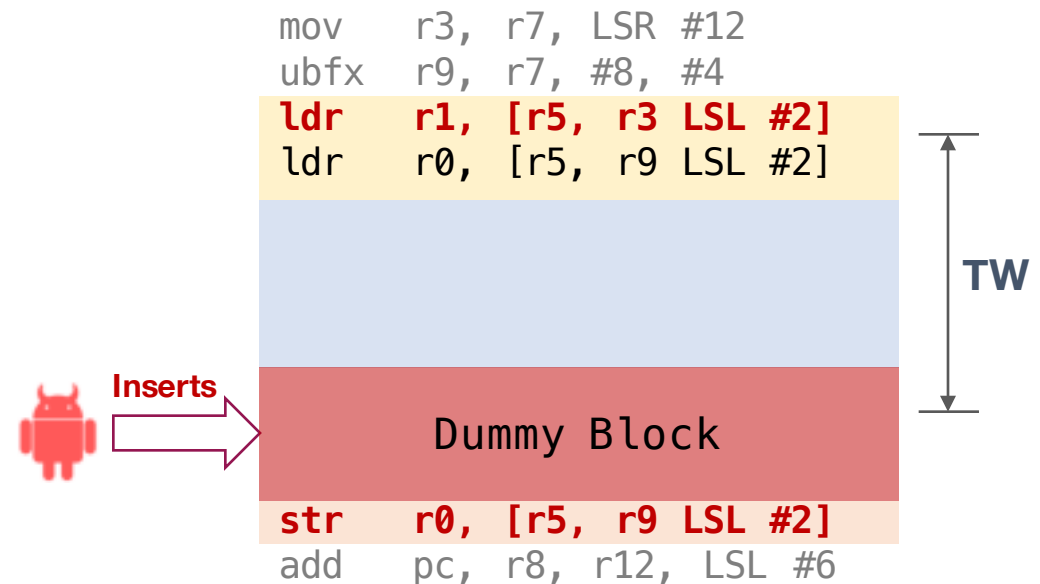 mov r3, r7, LSR #12
ubfx r9, r7, #8, #4
ldr r1, [r5, r3 LSL #2]
ldr r0, [r5, r9 LSL #2]
TW
Inserts
Dummy Block
str r0, [r5, r9 LSL #2]
add pc, r8, r12, LSL #6